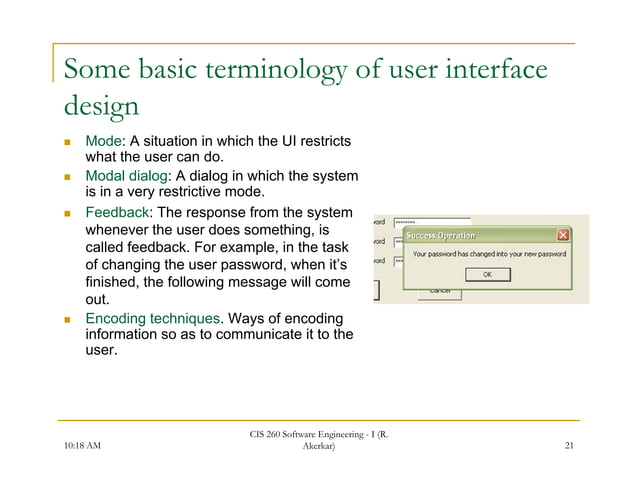 Some basic terminology of user interface
design
Mode: A situation in which the UI restricts
what the user can do.
Modal dialog: A dialog in which the system
is in a very restrictive mode.
Feedback: The response from the system
whenever the user does something, is
called feedback. For example, in the task
of changing the user password, when it’s
finished, the following message will come
out.
Encoding techniques. Ways of encoding
information so as to communicate it to the
user.
Success Operation
Your password has changed into your new password
OK
Cancel
10:18 AM
CIS 260 Software Engineering - I (R.
Akerkar)
21